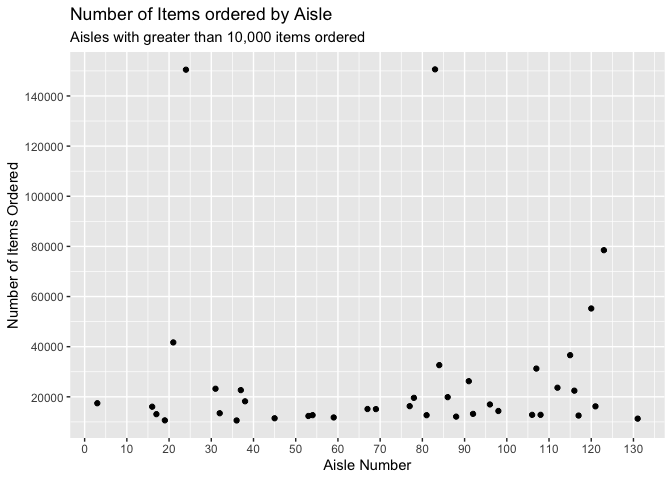 Number of Items ordered by Aisle
Aisles with greater than 10,000 items ordered
Number of Items Ordered
140000
120000
100000
80000
60000
40000
20000
0 10 20 30 40 50 60 70 80 90 100 110 120 130
Aisle Number